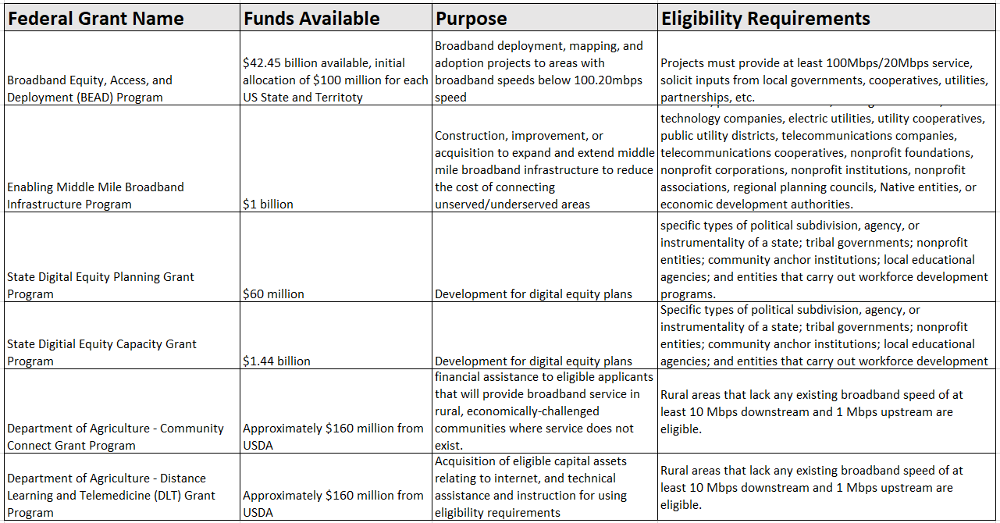 Federal Grant Name
Funds Available
Purpose
Eligibility Requirements
Broadband Equity, Access, and
Deployment (BEAD) Program
$42.45 billion available, initial
allocation of $100 million for each
US State and Territoty
Broadband deployment, mapping, and
adoption projects to areas with
broadband speeds below 100.20mbps
speed
Projects must provide at least 100Mbps/20Mbps service,
solicit inputs from local governments, cooperatives, utilities,
partnerships, etc.
Enabling Middle Mile Broadband
Infrastructure Program
$1 billion
Construction, improvement, or
acquisition to expand and extend middle
mile broadband infrastructure to reduce
the cost of connecting
unserved/underserved areas
technology companies, electric utilities, utility cooperatives,
public utility districts, telecommunications companies,
telecommunications cooperatives, nonprofit foundations,
nonprofit corporations, nonprofit institutions, nonprofit
associations, regional planning councils, Native entities, or
economic development authorities.
State Digital Equity Planning Grant
Program
$60 million
Development for digital equity plans
specific types of political subdivision, agency, or
instrumentality of a state; tribal governments; nonprofit
entities; community anchor institutions; local educational
agencies; and entities that carry out workforce development
programs.
State Digitial Equity Capacity Grant
Program
$1.44 billion
Development for digital equity plans
Specific types of political subdivision, agency, or
instrumentality of a state; tribal governments; nonprofit
entities; community anchor institutions; local educational
agencies; and entities that carry out workforce development
Department of Agriculture - Community
Connect Grant Program
Approximately $160 million from
USDA
financial assistance to eligible applicants
that will provide broadband service in
rural, economically-challenged
communities where service does not
exist.
Rural areas that lack any existing broadband speed of at
least 10 Mbps downstream and 1 Mbps upstream are
eligible.
Department of Agriculture - Distance
Learning and Telemedicine (DLT) Grant
Program
Approximately $160 million from
USDA
Acquisition of eligible capital assets
relating to internet, and technical
assistance and instruction for using
eligibility requirements
Rural areas that lack any existing broadband speed of at
least 10 Mbps downstream and 1 Mbps upstream are
eligible.